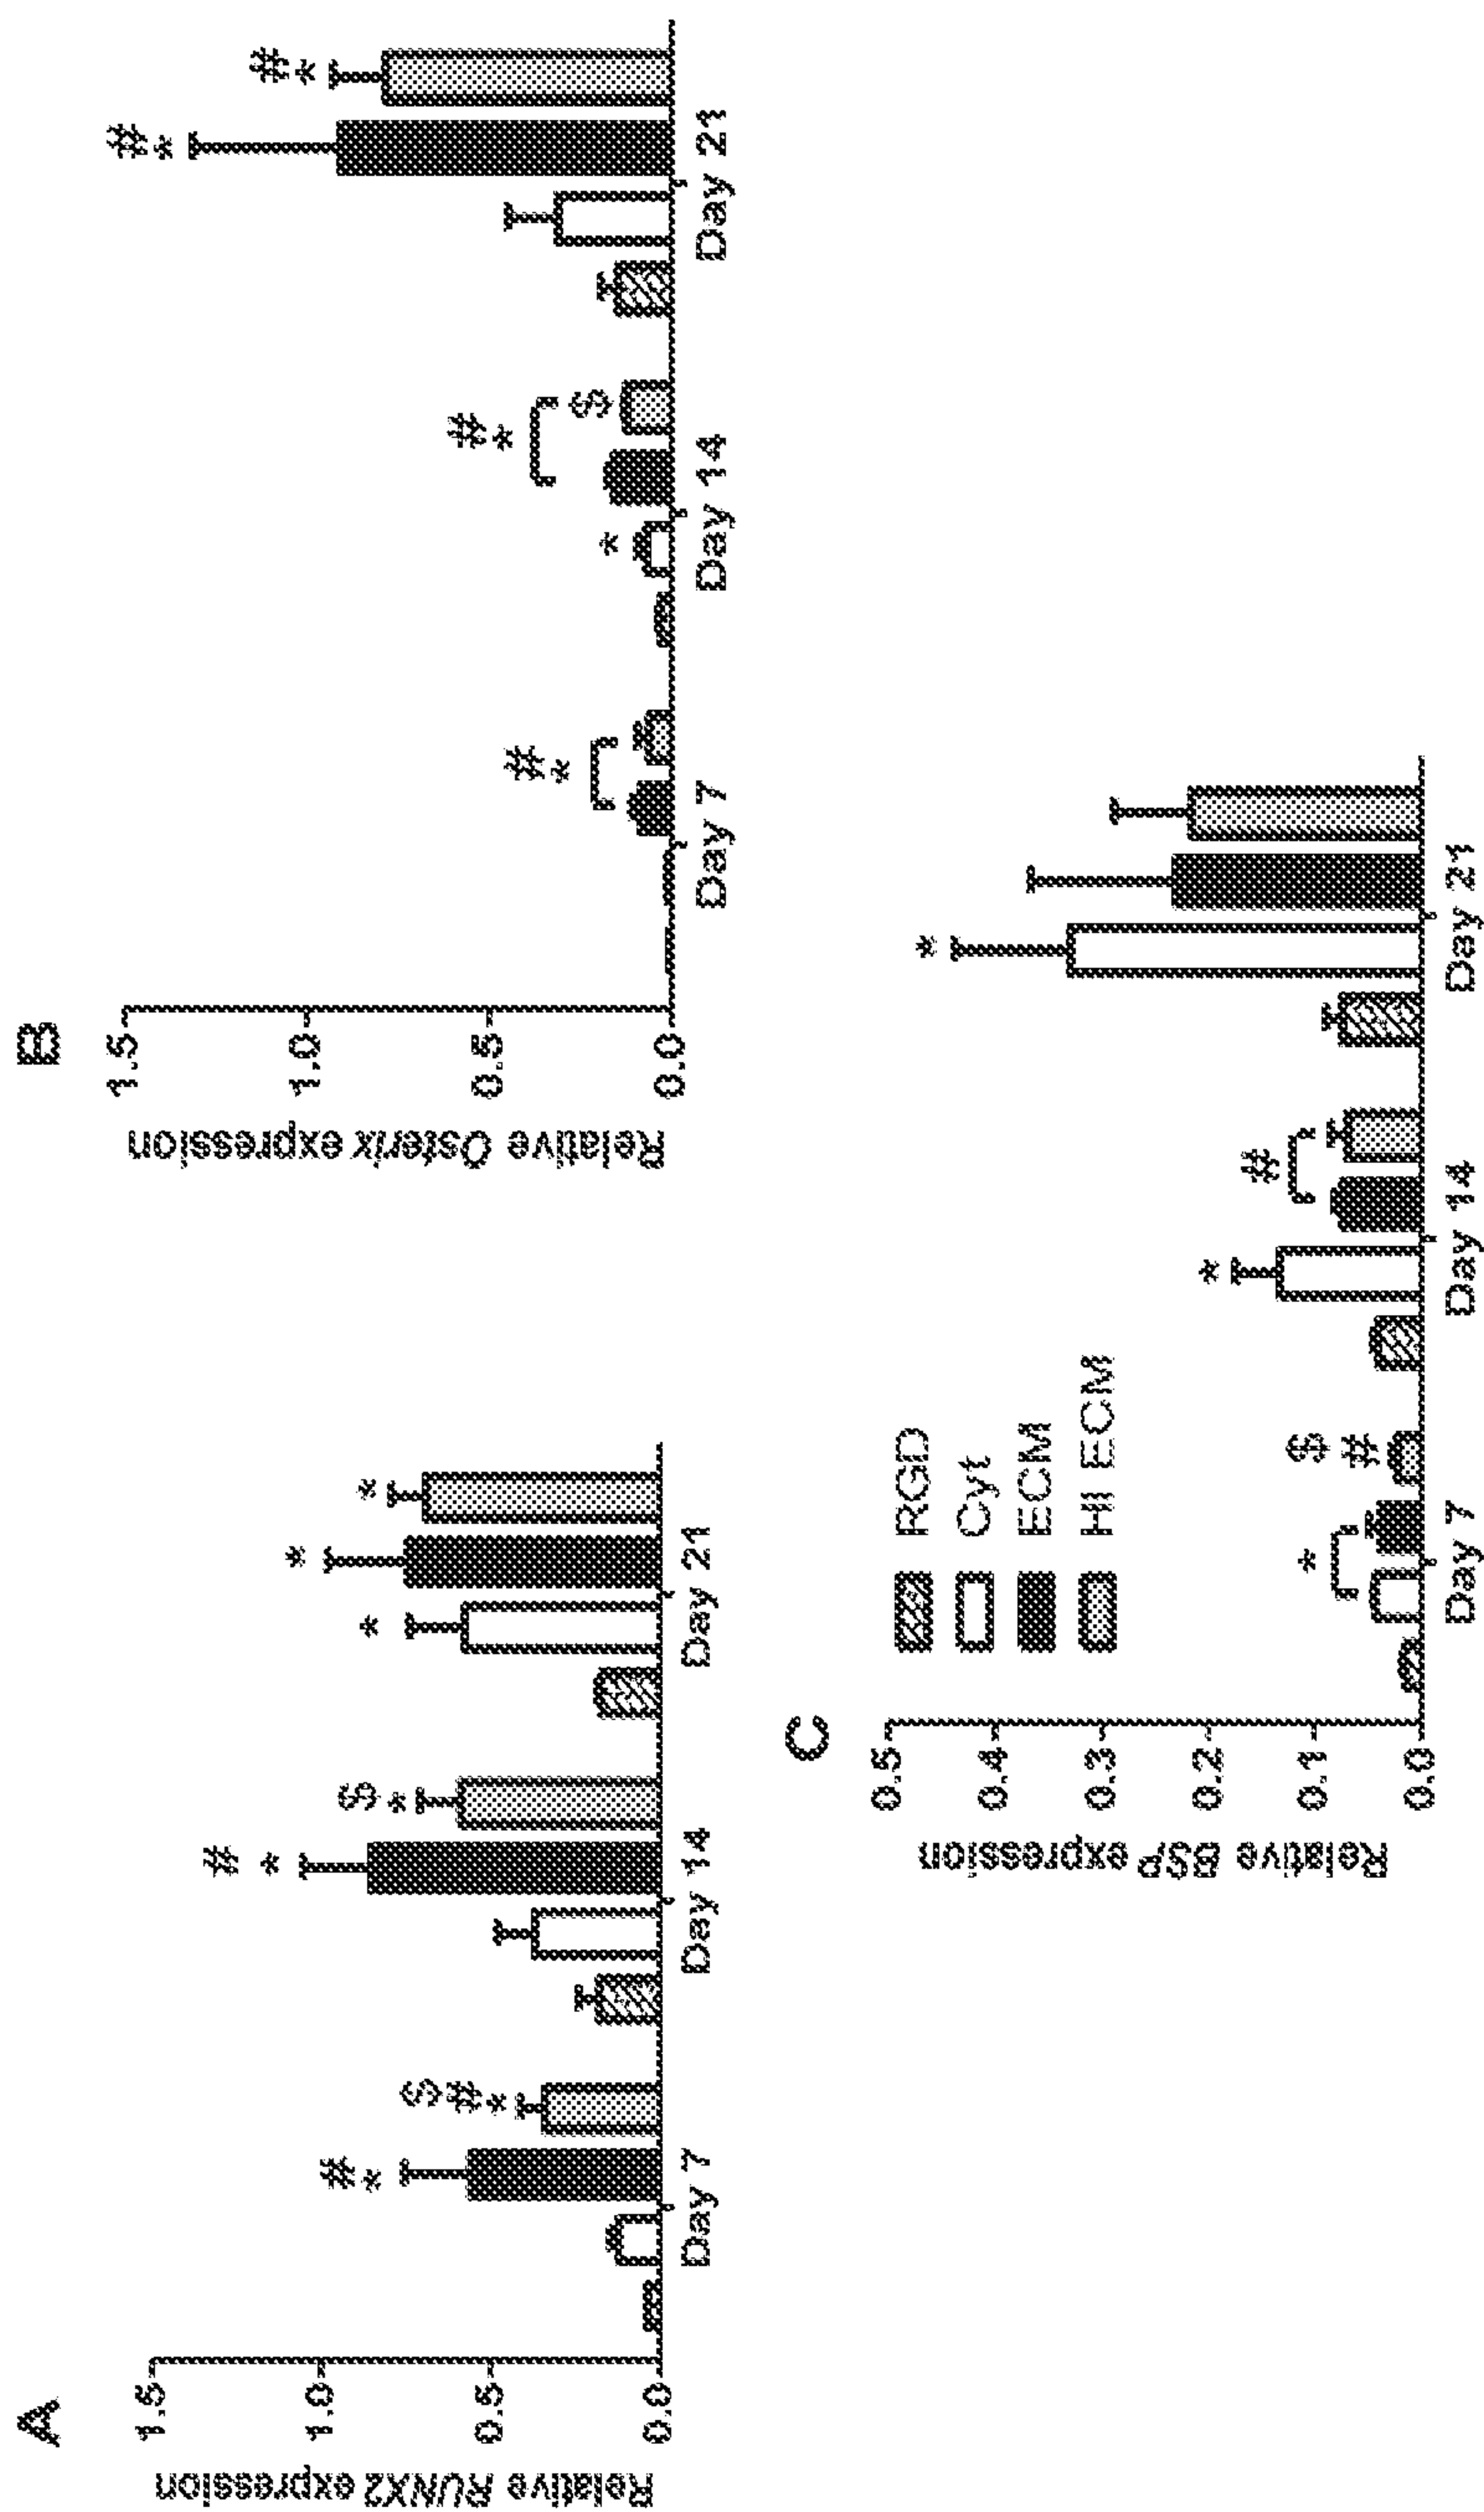 A
Relative RUNX2 expression
1.5
1.0
0.5
0.0
# *
$ # *
# *
$ *
*
*
*
Day 7
Day 14
Day 21
B
Relative Osterix expression
1.5
1.0
0.5
0.0
# *
*
# *
$
# *
# *
Day 7
Day 14
Day 21
C
Relative BSP expression
0.5
0.4
0.3
0.2
0.1
0.0
RGD
Cyt
ECM
HI ECM
*
$ #
*
#
*
Day 7
Day 14
Day 21